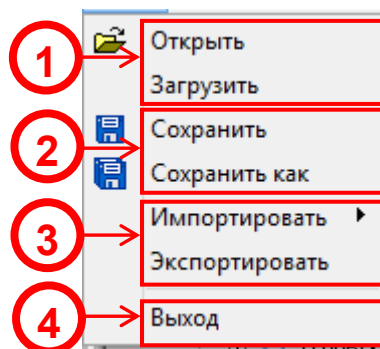 1
Открыть
Загрузить
2
Сохранить
Сохранить как
3
Импортировать
Экспортировать
4
Выход